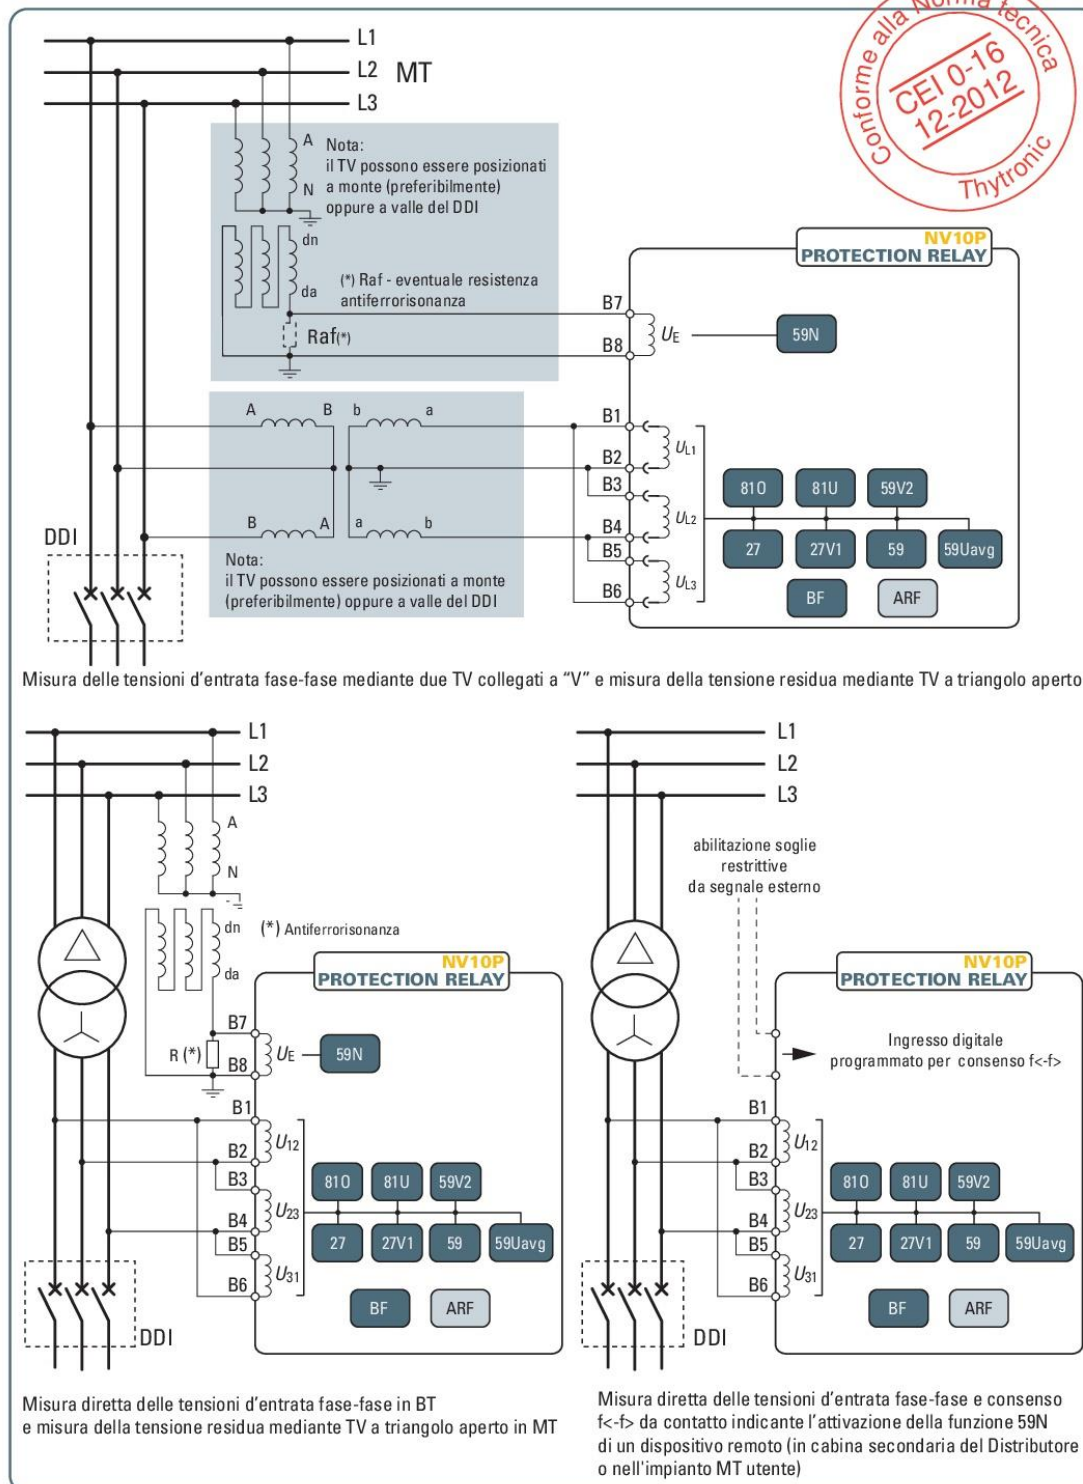 Conforme alla Norma tecnica
CEI 0-16
12-2012
Thytronic
L1
L2
MT
L3
A
N
Nota:
il TV possono essere posizionati
a monte (preferibilmente)
oppure a valle del DDI
dn
da
(*) Raf - eventuale resistenza
antiferrorisonanza
Raf(*)
NV10P
PROTECTION RELAY
B7
B8
UE
59N
A
B
b
a
B
A
a
b
Nota:
il TV possono essere posizionati a monte
(preferibilmente) oppure a valle del DDI
DDI
B1
B2
B3
B4
B5
B6
UL1
UL2
UL3
81O
81U
59V2
27
27V1
59
59Uavg
BF
ARF
Misura delle tensioni d'entrata fase-fase mediante due TV collegati a "V" e misura della tensione residua mediante TV a triangolo aperto
L1
L2
L3
A
N
dn
da
(*) Antiferrorisonanza
NV10P
PROTECTION RELAY
B7
R (*)
B8
UE
59N
B1
B2
B3
B4
B5
B6
U12
U23
U31
81O
81U
59V2
27
27V1
59
59Uavg
BF
ARF
DDI
Misura diretta delle tensioni d'entrata fase-fase in BT
e misura della tensione residua mediante TV a triangolo aperto in MT
L1
L2
L3
abilitazione soglie
restrittive
da segnale esterno
NV10P
PROTECTION RELAY
Ingresso digitale
programmato per consenso f<-f>
B1
B2
B3
B4
B5
B6
U12
U23
U31
81O
81U
59V2
27
27V1
59
59Uavg
BF
ARF
DDI
Misura diretta delle tensioni d'entrata fase-fase e consenso
f<-f> da contatto indicante l'attivazione della funzione 59N
di un dispositivo remoto (in cabina secondaria del Distributore
o nell'impianto MT utente)